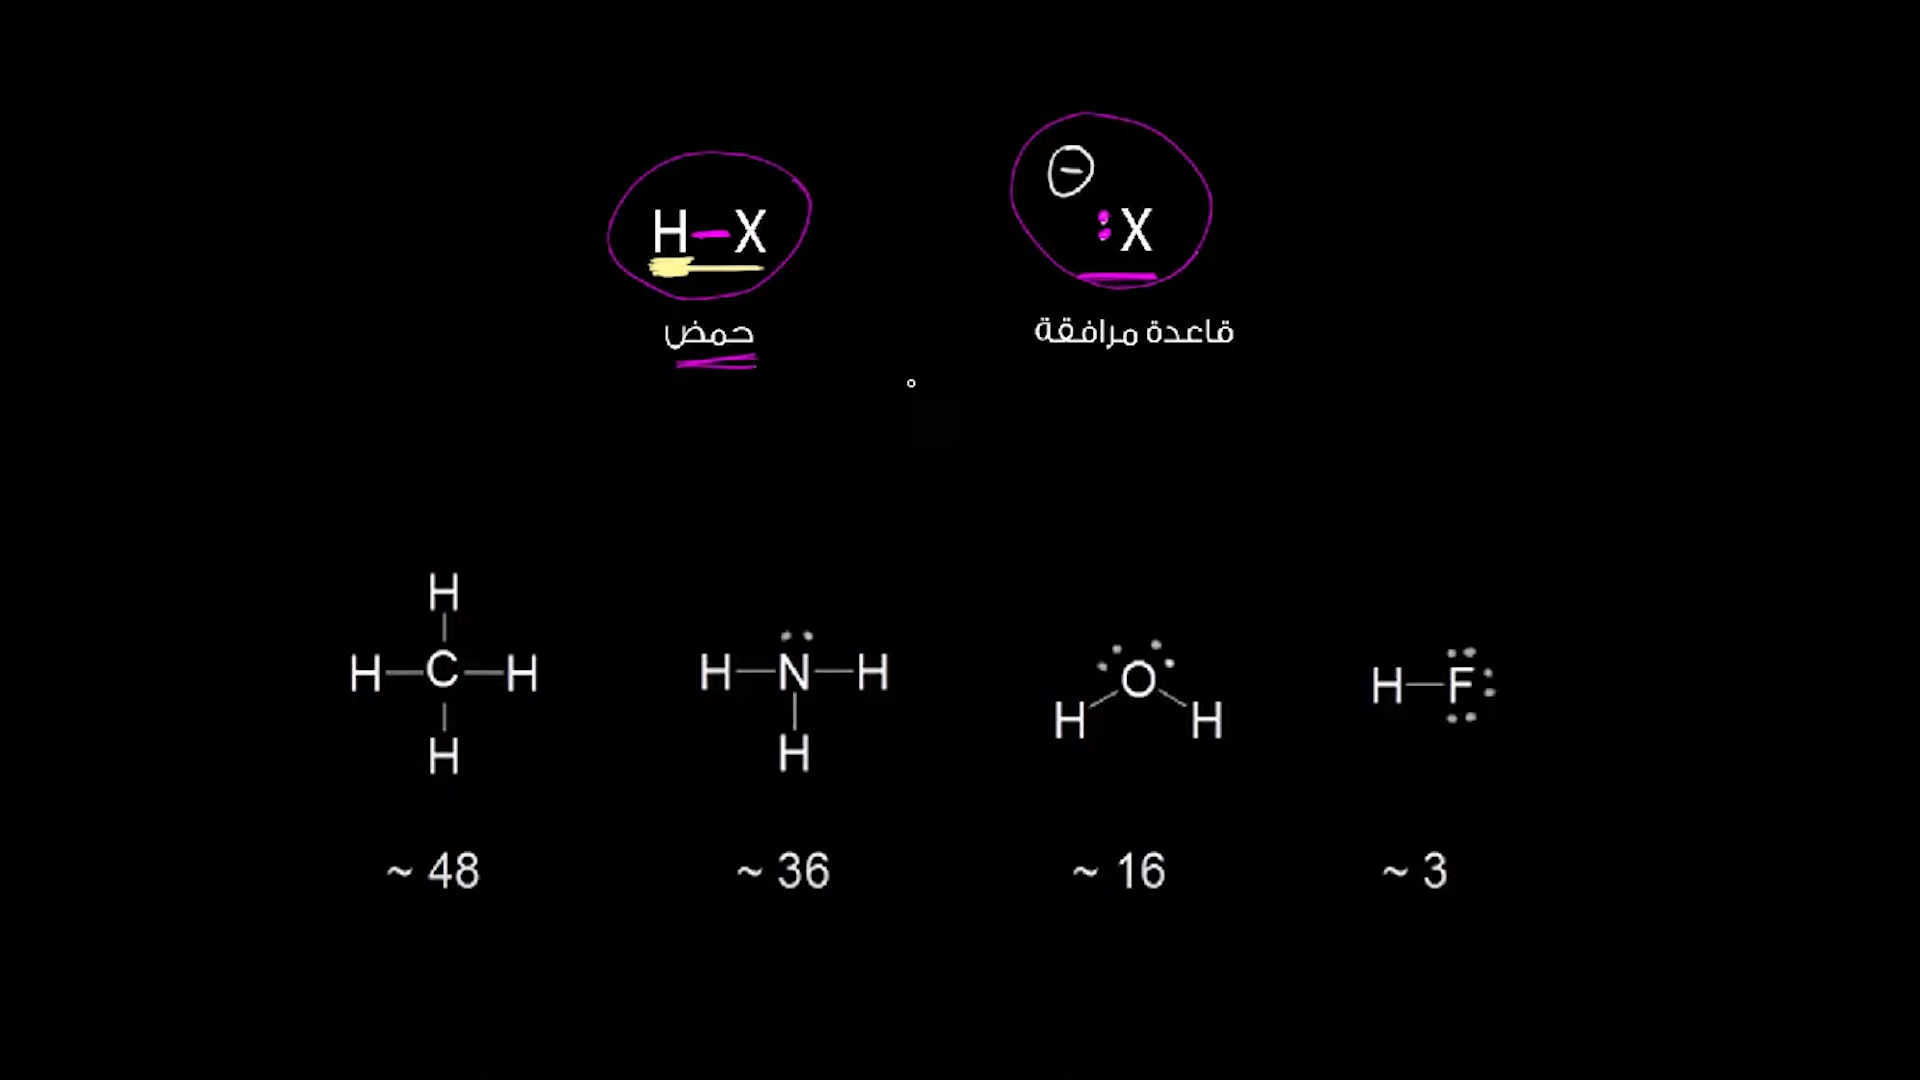 H–X
⊖
:X
حمض
قاعدة مرافقة
H
H–C–H
H
H–N–H
H
O
H H
H–F
~ 48
~ 36
~ 16
~ 3